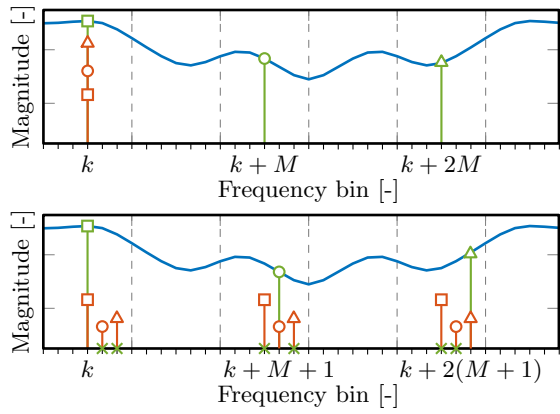 Magnitude [-]
k
k + M
k + 2M
Frequency bin [-]
Magnitude [-]
k
k + M + 1
k + 2(M + 1)
Frequency bin [-]